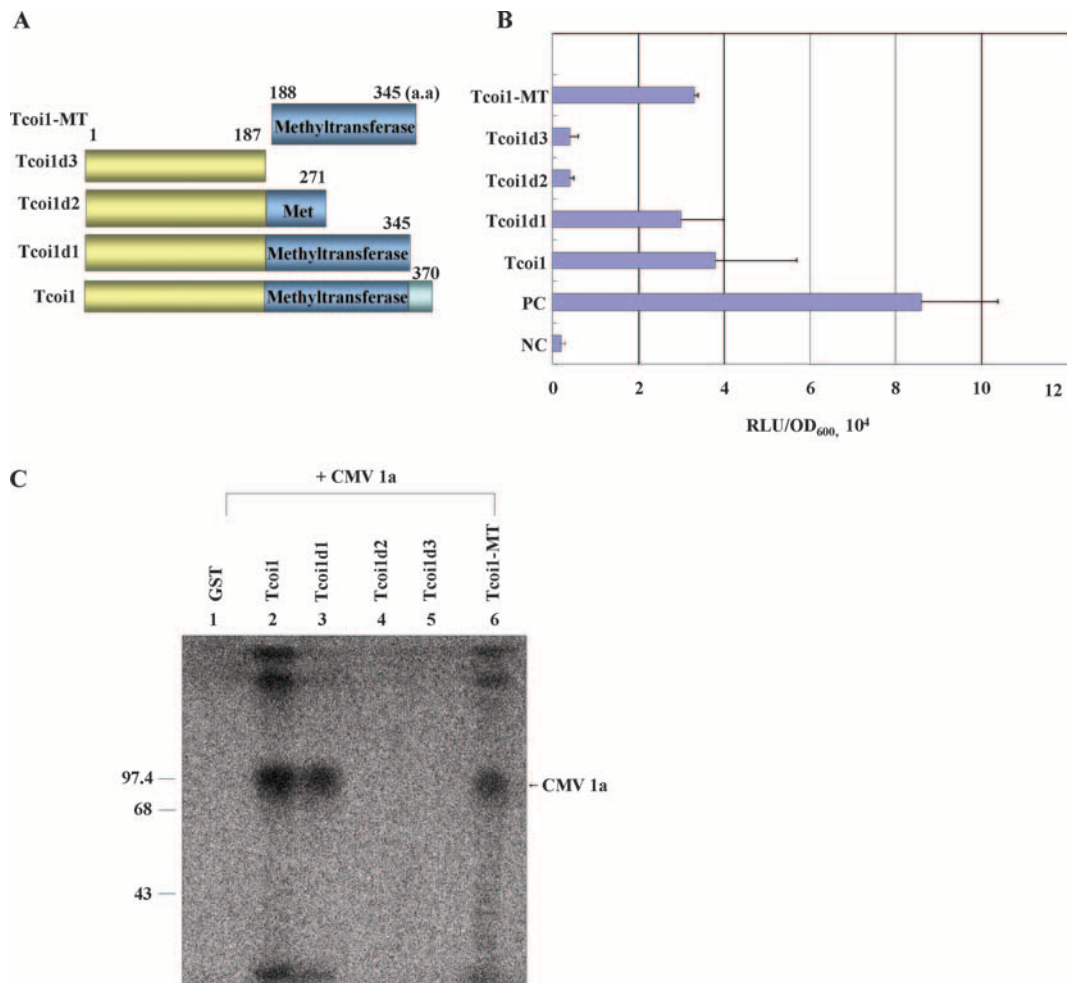 A
188 345 (a.a)
Tcoi1-MT Methyltransferase
1 187
Tcoi1d3
271
Tcoi1d2 Met
345
Tcoi1d1 Methyltransferase
370
Tcoi1 Methyltransferase
B
Tcoi1-MT
Tcoi1d3
Tcoi1d2
Tcoi1d1
Tcoi1
PC
NC
0 2 4 6 8 10 12
RLU/OD600, 10⁴
C
+ CMV 1a
GST Tcoi1 Tcoi1d1 Tcoi1d2 Tcoi1d3 Tcoi1-MT
1 2 3 4 5 6
97.4
CMV 1a
68
43